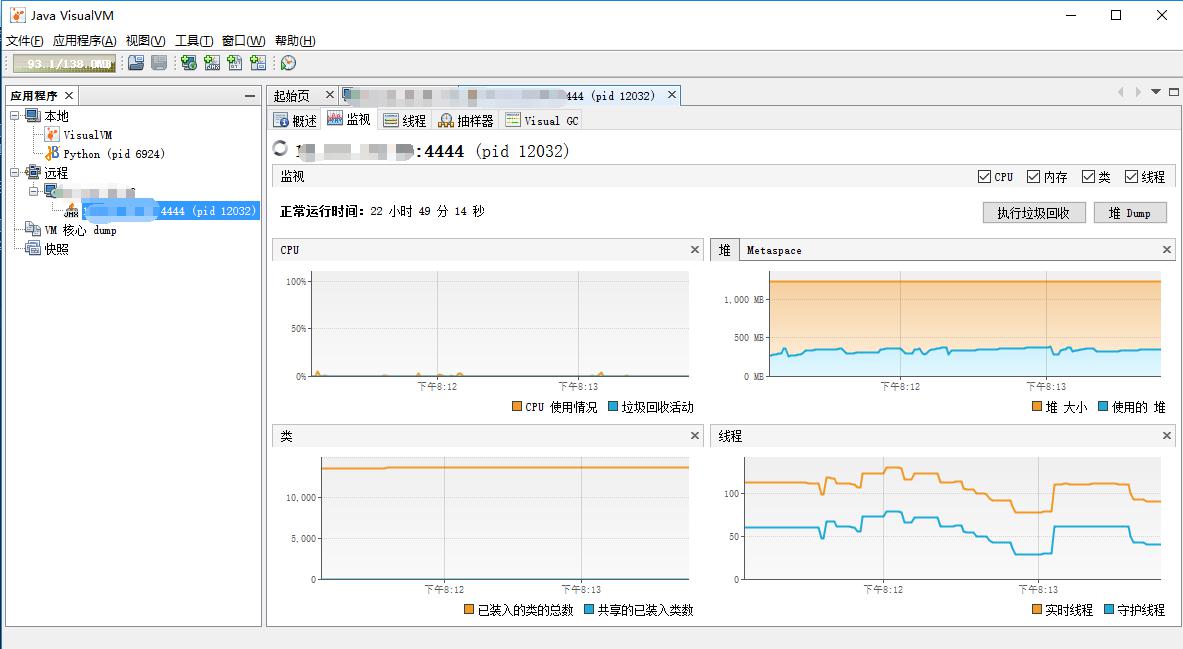 Java VisualVM
文件(F) 应用程序(A) 视图(V) 工具(T) 窗口(W) 帮助(H)
93.1/138.0MB
应用程序
本地
VisualVM
Python (pid 6924)
远程
4444 (pid 12032)
VM 核心 dump
快照
起始页 444 (pid 12032)
概述 监视 线程 抽样器 Visual GC
:4444 (pid 12032)
监视 CPU 内存 类 线程
正常运行时间: 22 小时 49 分 14 秒 执行垃圾回收 堆 Dump
CPU
100%
50%
0%
下午8:12 下午8:13
CPU 使用情况 垃圾回收活动
堆 Metaspace
1,000 MB
500 MB
0 MB
下午8:12 下午8:13
堆 大小 使用的 堆
类
10,000
5,000
0
下午8:12 下午8:13
已装入的类的总数 共享的已装入类数
线程
100
50
0
下午8:12 下午8:13
实时线程 守护线程